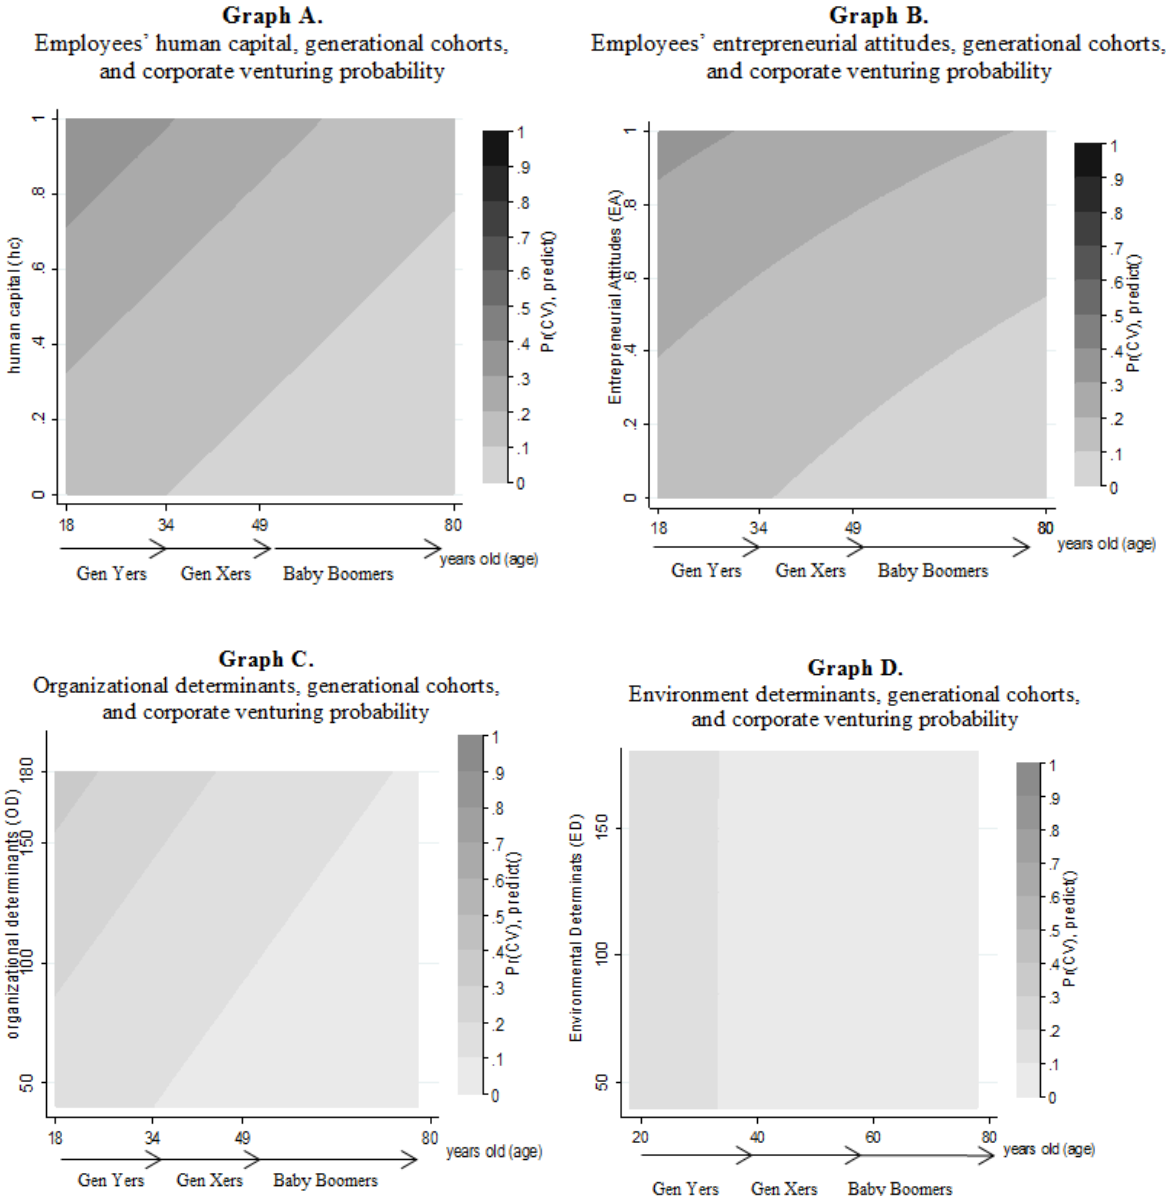 Graph A.
Employees’ human capital, generational cohorts,
and corporate venturing probability
human capital (hc)
1
.8
.6
.4
.2
0
18 34 49 80
years old (age)
Gen Yers Gen Xers Baby Boomers
1
.9
.8
.7
.6
.5
.4
.3
.2
.1
0
Pr(CV), predict()
Graph B.
Employees’ entrepreneurial attitudes, generational cohorts,
and corporate venturing probability
Entrepreneurial Attitudes (EA)
1
.8
.6
.4
.2
0
18 34 49 80
years old (age)
Gen Yers Gen Xers Baby Boomers
1
.9
.8
.7
.6
.5
.4
.3
.2
.1
0
Pr(CV), predict()
Graph C.
Organizational determinants, generational cohorts,
and corporate venturing probability
organizational determinants (OD)
180
150
100
50
18 34 49 80
years old (age)
Gen Yers Gen Xers Baby Boomers
1
.9
.8
.7
.6
.5
.4
.3
.2
.1
0
Pr(CV), predict()
Graph D.
Environment determinants, generational cohorts,
and corporate venturing probability
Environmental Determinats (ED)
150
100
50
20 40 60 80
years old (age)
Gen Yers Gen Xers Baby Boomers
1
.9
.8
.7
.6
.5
.4
.3
.2
.1
0
Pr(CV), predict()